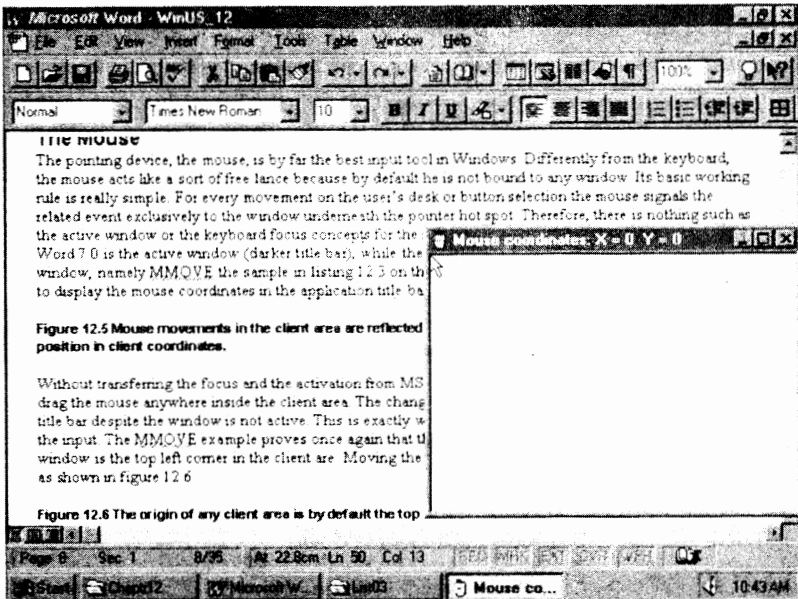 Microsoft Word - WinUS_12
File Edit View Insert Format Tools Table Window Help
100%
Normal Times New Roman 10 B I U
The Mouse
The pointing device, the mouse, is by far the best input tool in Windows. Differently from the keyboard,
the mouse acts like a sort of free lance because by default he is not bound to any window. Its basic working
rule is really simple. For every movement on the user's desk or button selection the mouse signals the
related event exclusively to the window underneath the pointer hot spot. Therefore, there is nothing such as
the active window or the keyboard focus concepts for the
Word 7.0 is the active window (darker title bar), while the
window, namely MMOVE the sample in listing 12.3 on th
to display the mouse coordinates in the application title ba
Mouse coordinates: X = 0 Y = 0
Figure 12.5 Mouse movements in the client area are reflected
position in client coordinates.
Without transferring the focus and the activation from MS
drag the mouse anywhere inside the client area. The chang
title bar despite the window is not active. This is exactly w
the input. The MMOVE example proves once again that th
window is the top left corner in the client are. Moving the
as shown in figure 12.6
Figure 12.6 The origin of any client area is by default the top
Page 8 Sec 1 8/35 At 22.8cm Ln 50 Col 13 REC MRK EXT OVR WPH
Start Chapt12 Microsoft W... List03 Mouse co... 10:43 AM